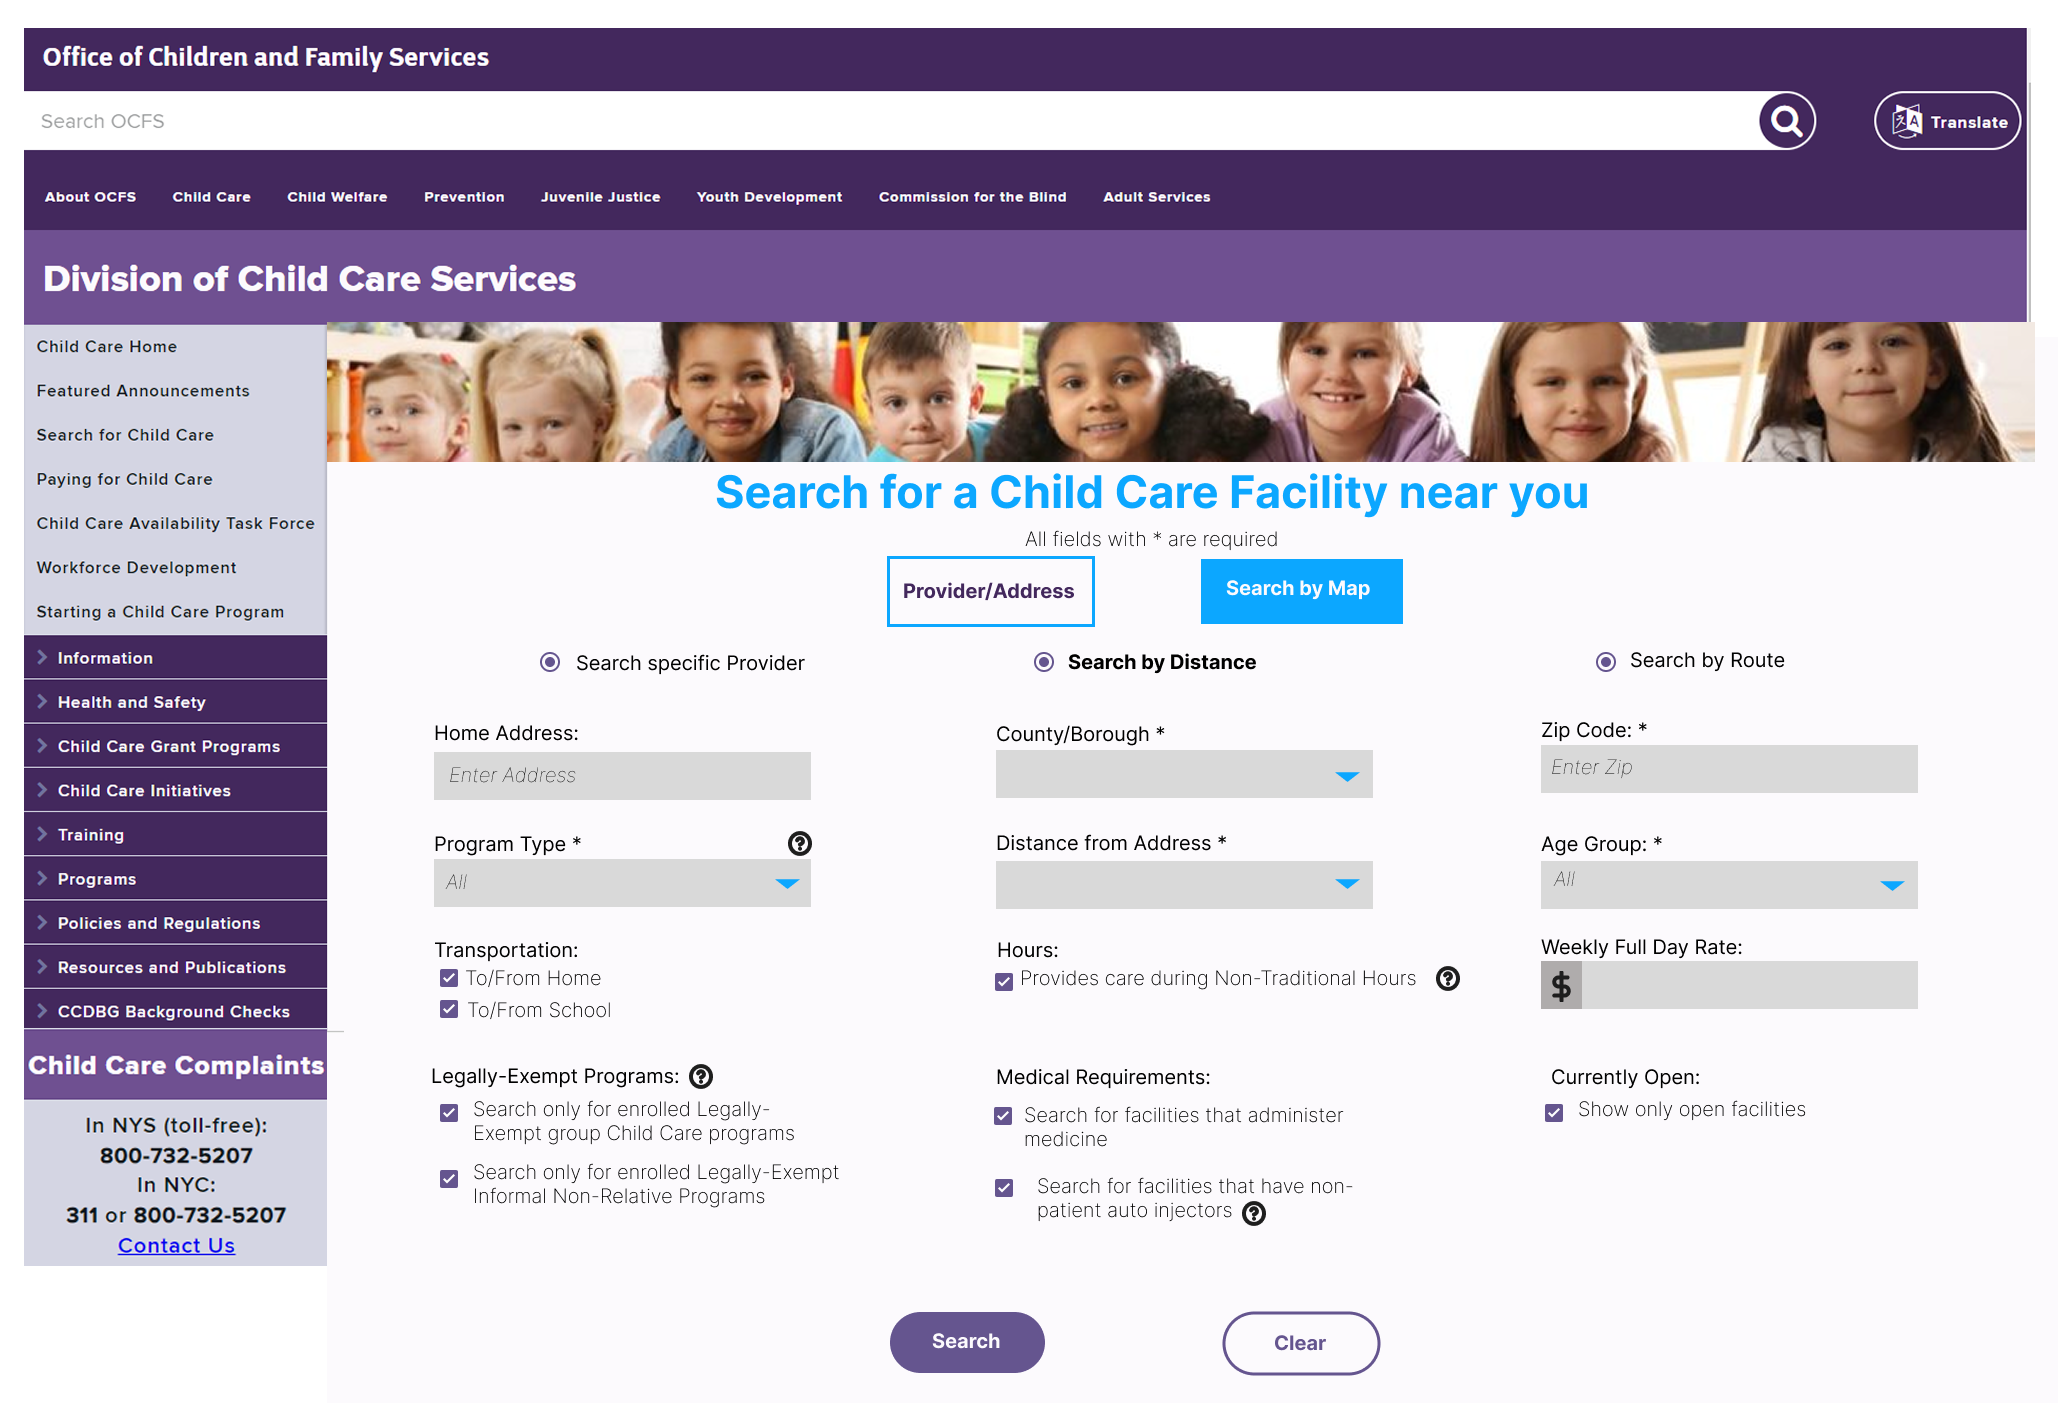 Office of Children and Family Services
Search OCFS
Translate
About OCFS Child Care Child Welfare Prevention Juvenile Justice Youth Development Commission for the Blind Adult Services
Division of Child Care Services
Child Care Home
Featured Announcements
Search for Child Care
Paying for Child Care
Child Care Availability Task Force
Workforce Development
Starting a Child Care Program
Information
Health and Safety
Child Care Grant Programs
Child Care Initiatives
Training
Programs
Policies and Regulations
Resources and Publications
CCDBG Background Checks
Child Care Complaints
In NYS (toll-free):
800-732-5207
In NYC:
311 or 800-732-5207
Contact Us
Search for a Child Care Facility near you
All fields with * are required
Provider/Address
Search by Map
Search specific Provider
Search by Distance
Search by Route
Home Address:
Enter Address
County/Borough *
Zip Code: *
Enter Zip
Program Type *
?
All
Distance from Address *
Age Group: *
All
Transportation:
To/From Home
To/From School
Hours:
Provides care during Non-Traditional Hours ?
Weekly Full Day Rate:
$
Legally-Exempt Programs: ?
Search only for enrolled Legally-
Exempt group Child Care programs
Search only for enrolled Legally-Exempt
Informal Non-Relative Programs
Medical Requirements:
Search for facilities that administer
medicine
Search for facilities that have non-
patient auto injectors ?
Currently Open:
Show only open facilities
Search
Clear